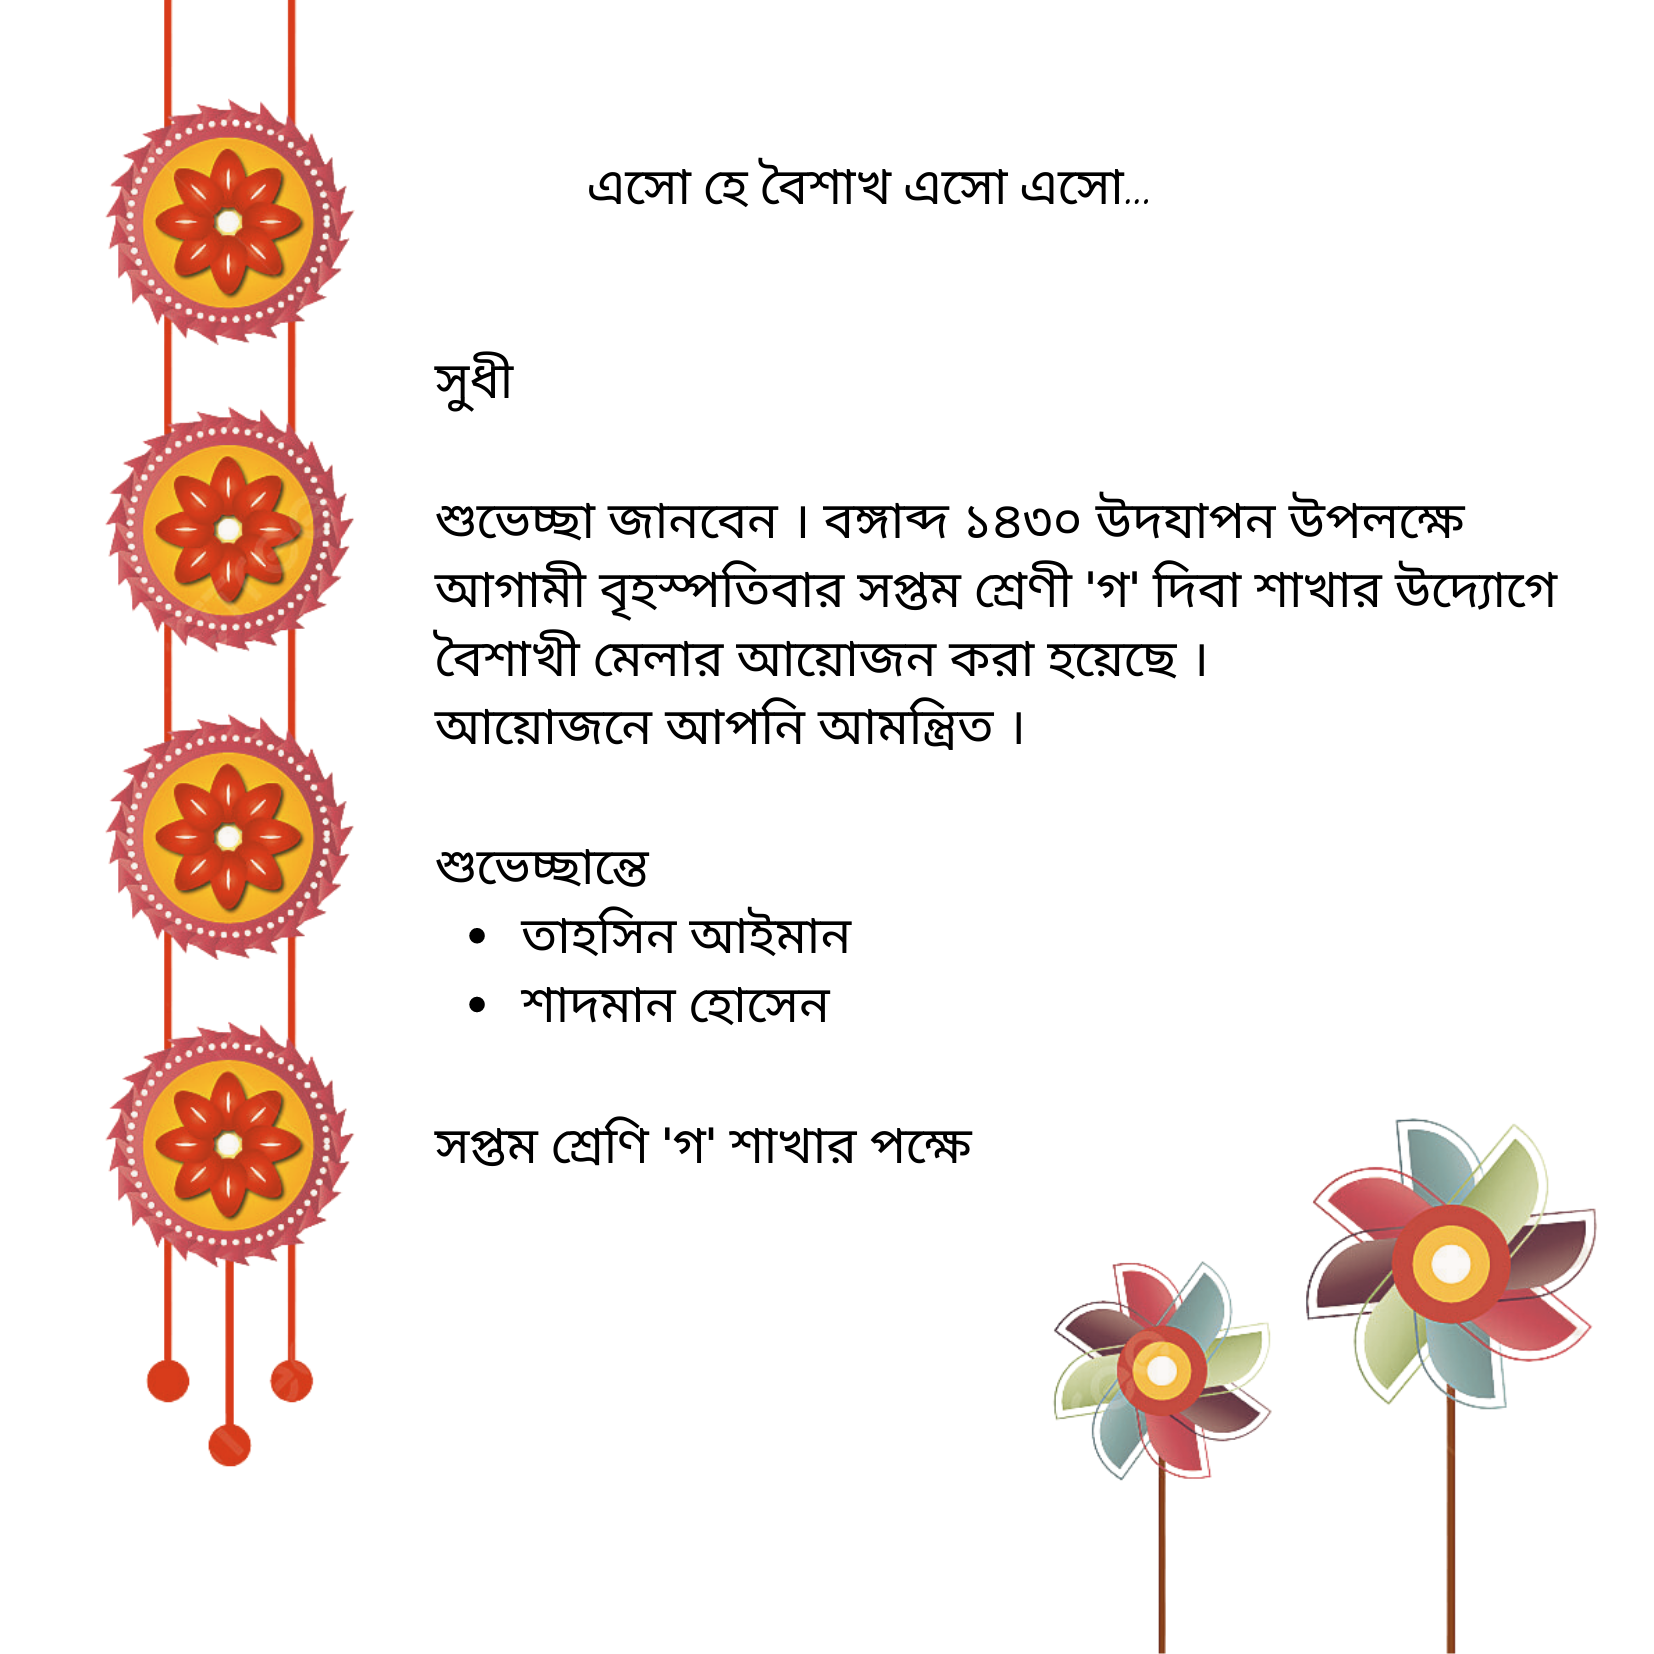 এসো হে বৈশাখ এসো এসো...
সুধী
শুভেচ্ছা জানবেন । বঙ্গাব্দ ১৪৩০ উদযাপন উপলক্ষে
আগামী বৃহস্পতিবার সপ্তম শ্রেণী 'গ' দিবা শাখার উদ্যোগে
বৈশাখী মেলার আয়োজন করা হয়েছে ।
আয়োজনে আপনি আমন্ত্রিত ।
শুভেচ্ছান্তে
• তাহসিন আইমান
• শাদমান হোসেন
সপ্তম শ্রেণি 'গ' শাখার পক্ষে